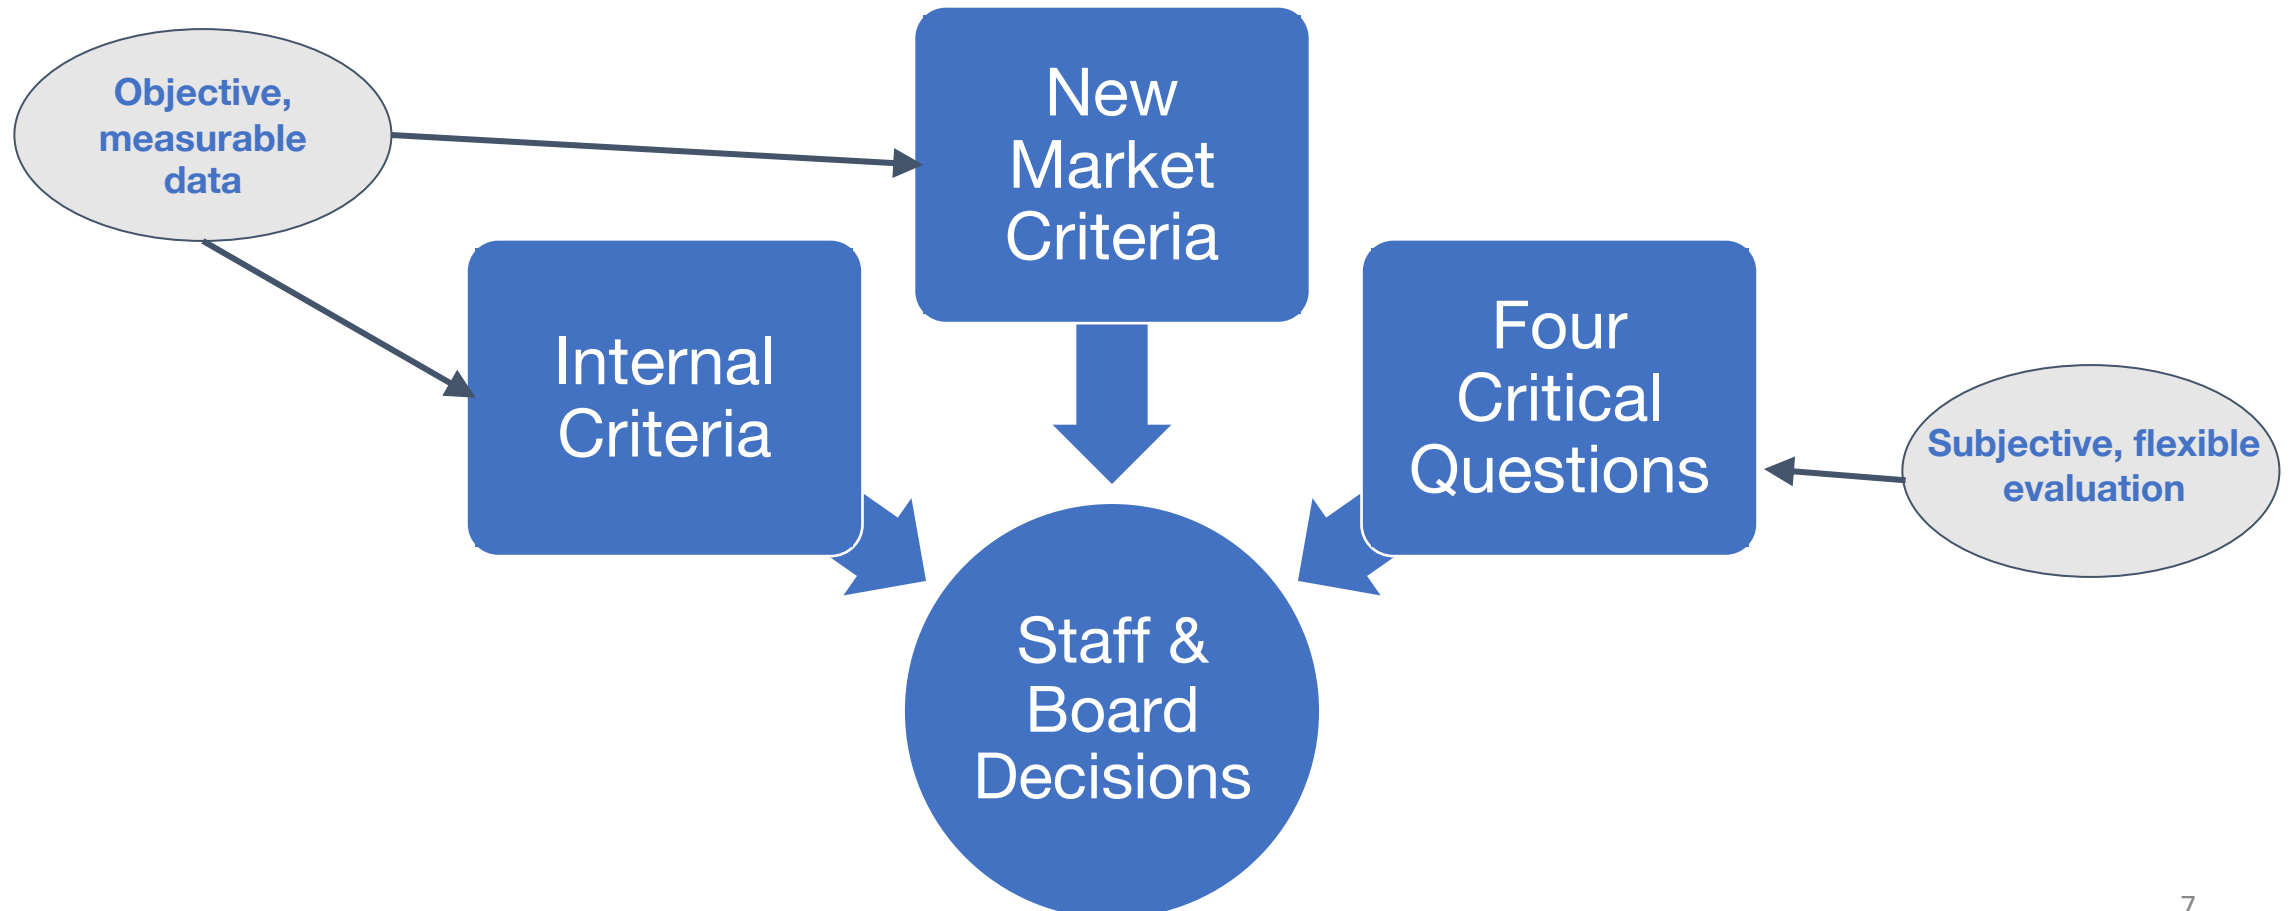 Objective,
measurable
data
New
Market
Criteria
Internal
Criteria
Four
Critical
Questions
Subjective, flexible
evaluation
Staff &
Board
Decisions
7